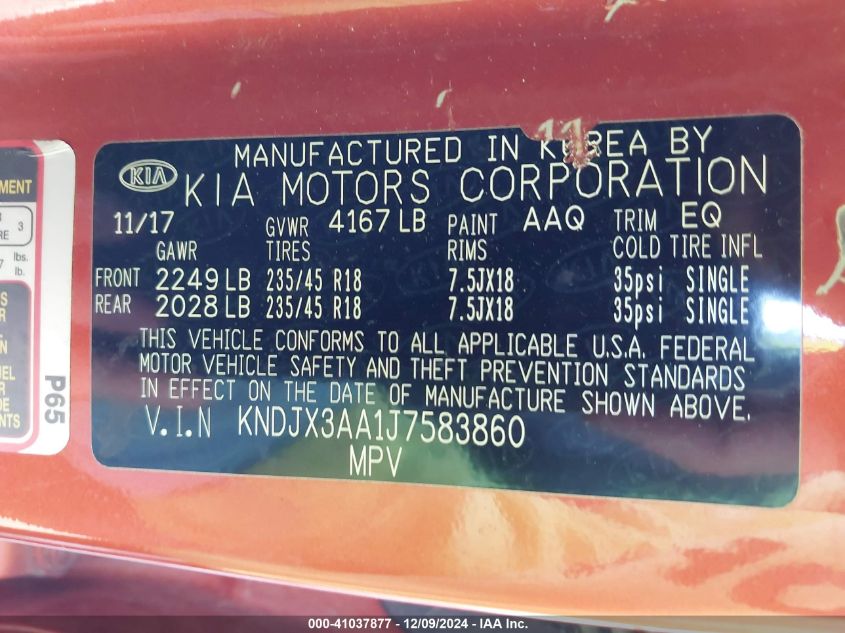 MANUFACTURED IN KOREA BY
KIA KIA MOTORS CORPORATION
11/17 GVWR 4167 LB PAINT AAQ TRIM EQ
GAWR TIRES RIMS COLD TIRE INFL
FRONT 2249 LB 235/45 R18 7.5JX18 35psi SINGLE
REAR 2028 LB 235/45 R18 7.5JX18 35psi SINGLE
THIS VEHICLE CONFORMS TO ALL APPLICABLE U.S.A. FEDERAL
MOTOR VEHICLE SAFETY AND THEFT PREVENTION STANDARDS
IN EFFECT ON THE DATE OF MANUFACTURE SHOWN ABOVE.
V.I.N KNDJX3AA1J7583860
MPV
3
lbs.
lb.
P65
000-41037877 - 12/09/2024 - IAA Inc.